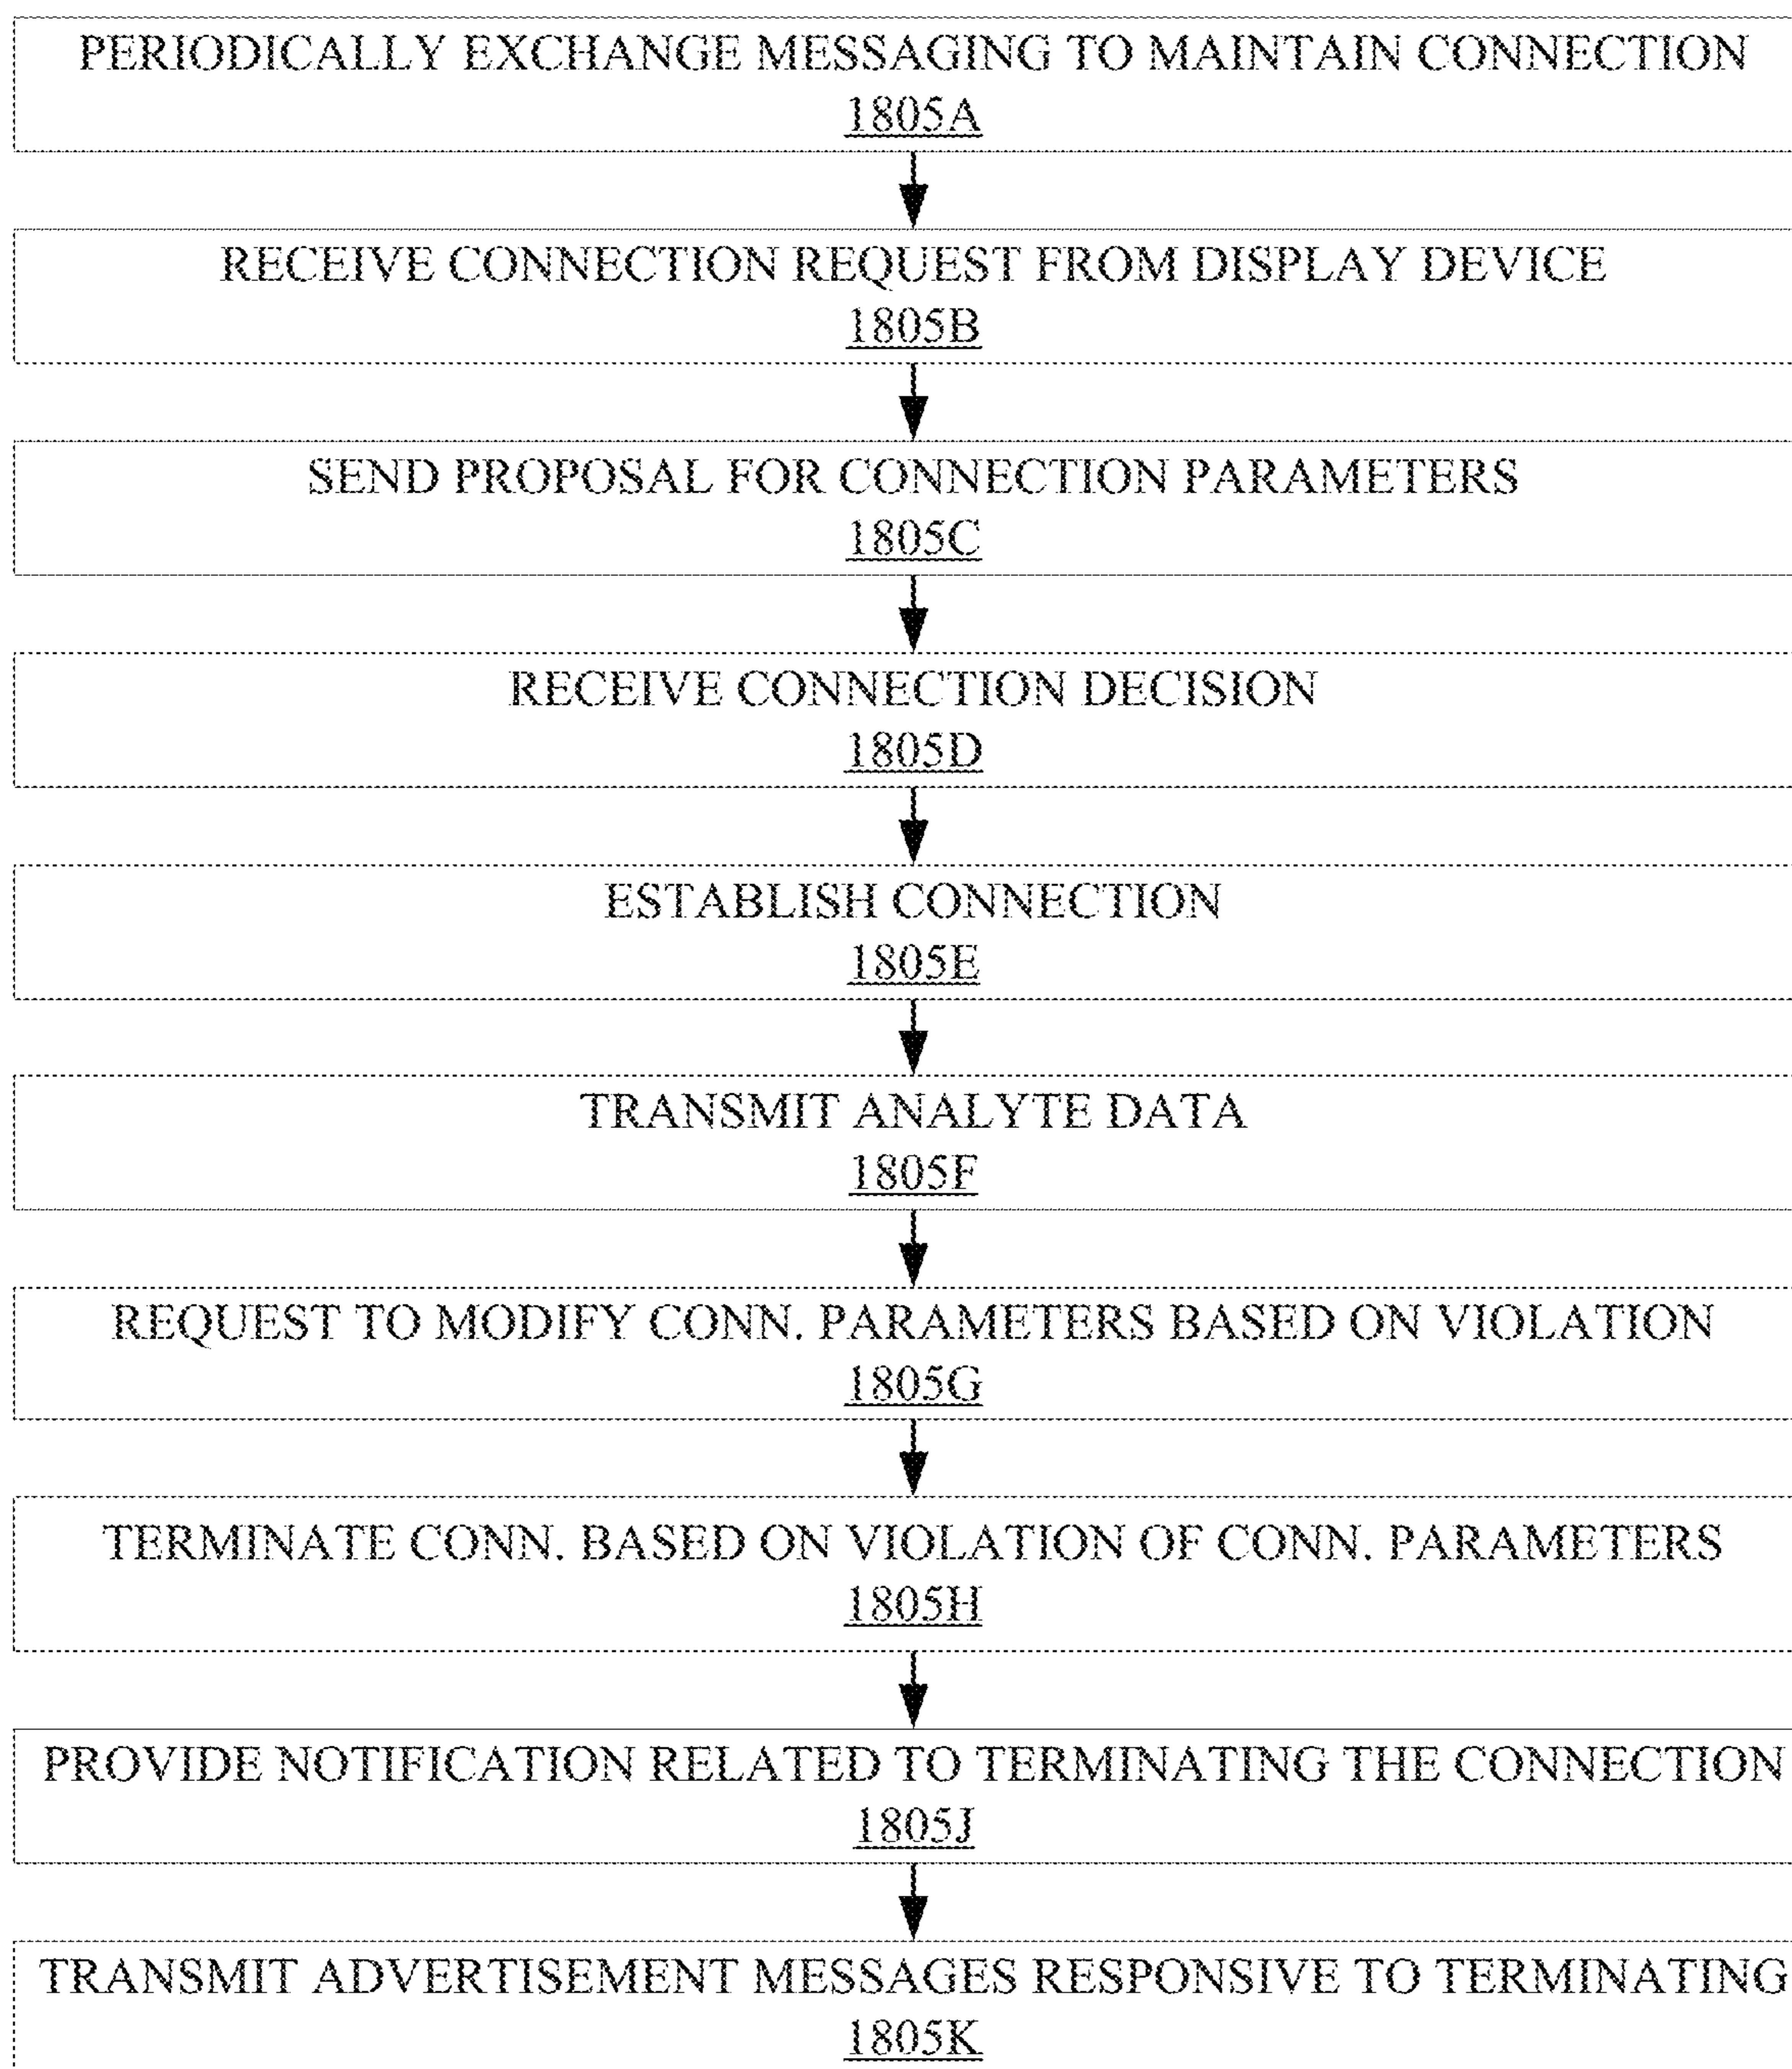 PERIODICALLY EXCHANGE MESSAGING TO MAINTAIN CONNECTION
1805A
RECEIVE CONNECTION REQUEST FROM DISPLAY DEVICE
1805B
SEND PROPOSAL FOR CONNECTION PARAMETERS
1805C
RECEIVE CONNECTION DECISION
1805D
ESTABLISH CONNECTION
1805E
TRANSMIT ANALYTE DATA
1805F
REQUEST TO MODIFY CONN. PARAMETERS BASED ON VIOLATION
1805G
TERMINATE CONN. BASED ON VIOLATION OF CONN. PARAMETERS
1805H
PROVIDE NOTIFICATION RELATED TO TERMINATING THE CONNECTION
1805J
TRANSMIT ADVERTISEMENT MESSAGES RESPONSIVE TO TERMINATING
1805K